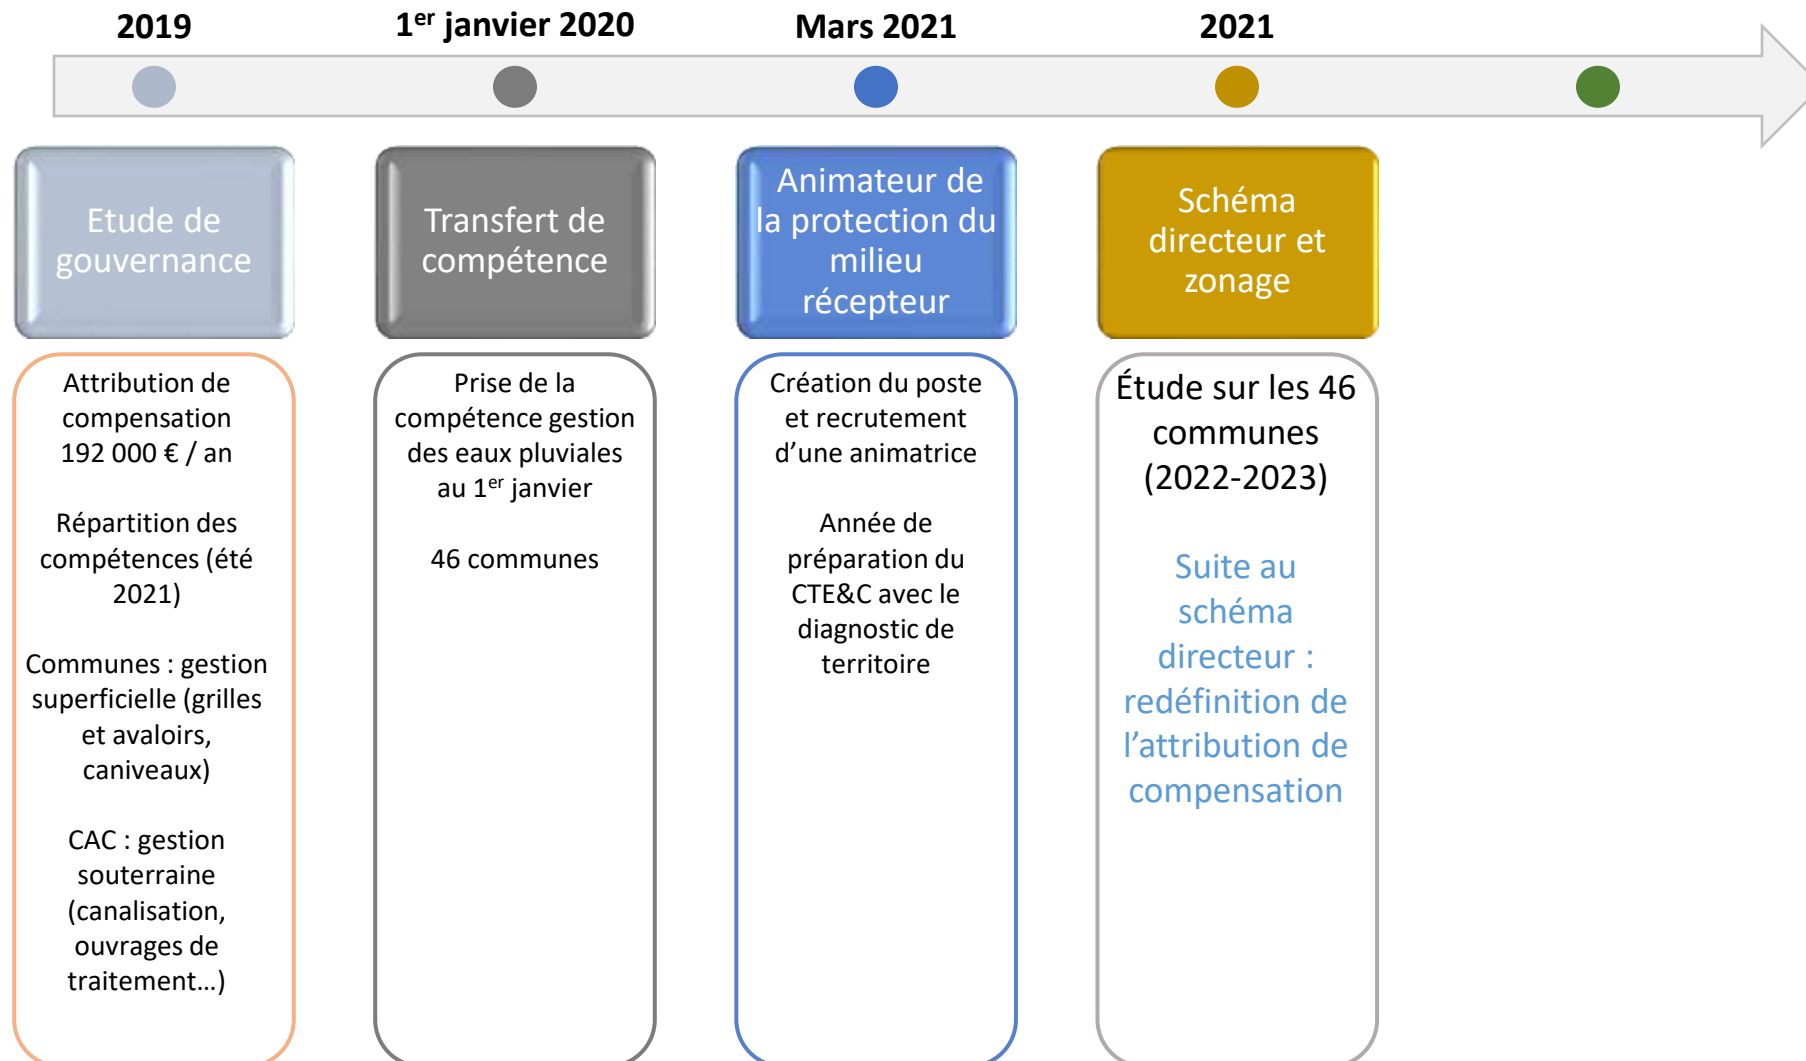 2019
1er janvier 2020
Mars 2021
2021
Etude de
gouvernance
Transfert de
compétence
Animateur de
la protection du
milieu
récepteur
Schéma
directeur et
zonage
Attribution de
compensation
192 000 € / an
Répartition des
compétences (été
2021)
Communes : gestion
superficielle (grilles
et avaloirs,
caniveaux)
CAC : gestion
souterraine
(canalisation,
ouvrages de
traitement…)
Prise de la
compétence gestion
des eaux pluviales
au 1er janvier
46 communes
Création du poste
et recrutement
d’une animatrice
Année de
préparation du
CTE&C avec le
diagnostic de
territoire
Étude sur les 46
communes
(2022-2023)
Suite au
schéma
directeur :
redéfinition de
l’attribution de
compensation